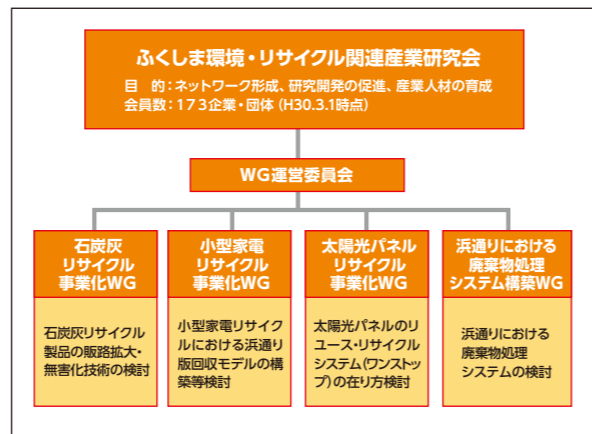 ふくしま環境・リサイクル関連産業研究会
目　的：ネットワーク形成、研究開発の促進、産業人材の育成
会員数：173企業・団体（H30.3.1時点）
WG運営委員会
石炭灰
リサイクル
事業化WG
石炭灰リサイクル
製品の販路拡大・
無害化技術の検討
小型家電
リサイクル
事業化WG
小型家電リサイク
ルにおける浜通り
版回収モデルの構
築等検討
太陽光パネル
リサイクル
事業化WG
太陽光パネルのリ
ユース・リサイクル
システム（ワンストッ
プ）の在り方検討
浜通りにおける
廃棄物処理
システム構築WG
浜通りにおける
廃棄物処理
システムの検討